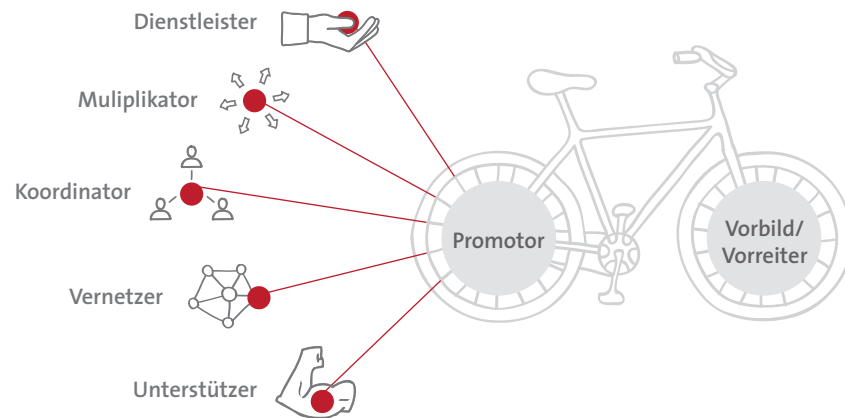 Dienstleister
Muliplikator
Koordinator
Vernetzer
Unterstützer
Promotor
Vorbild/
Vorreiter